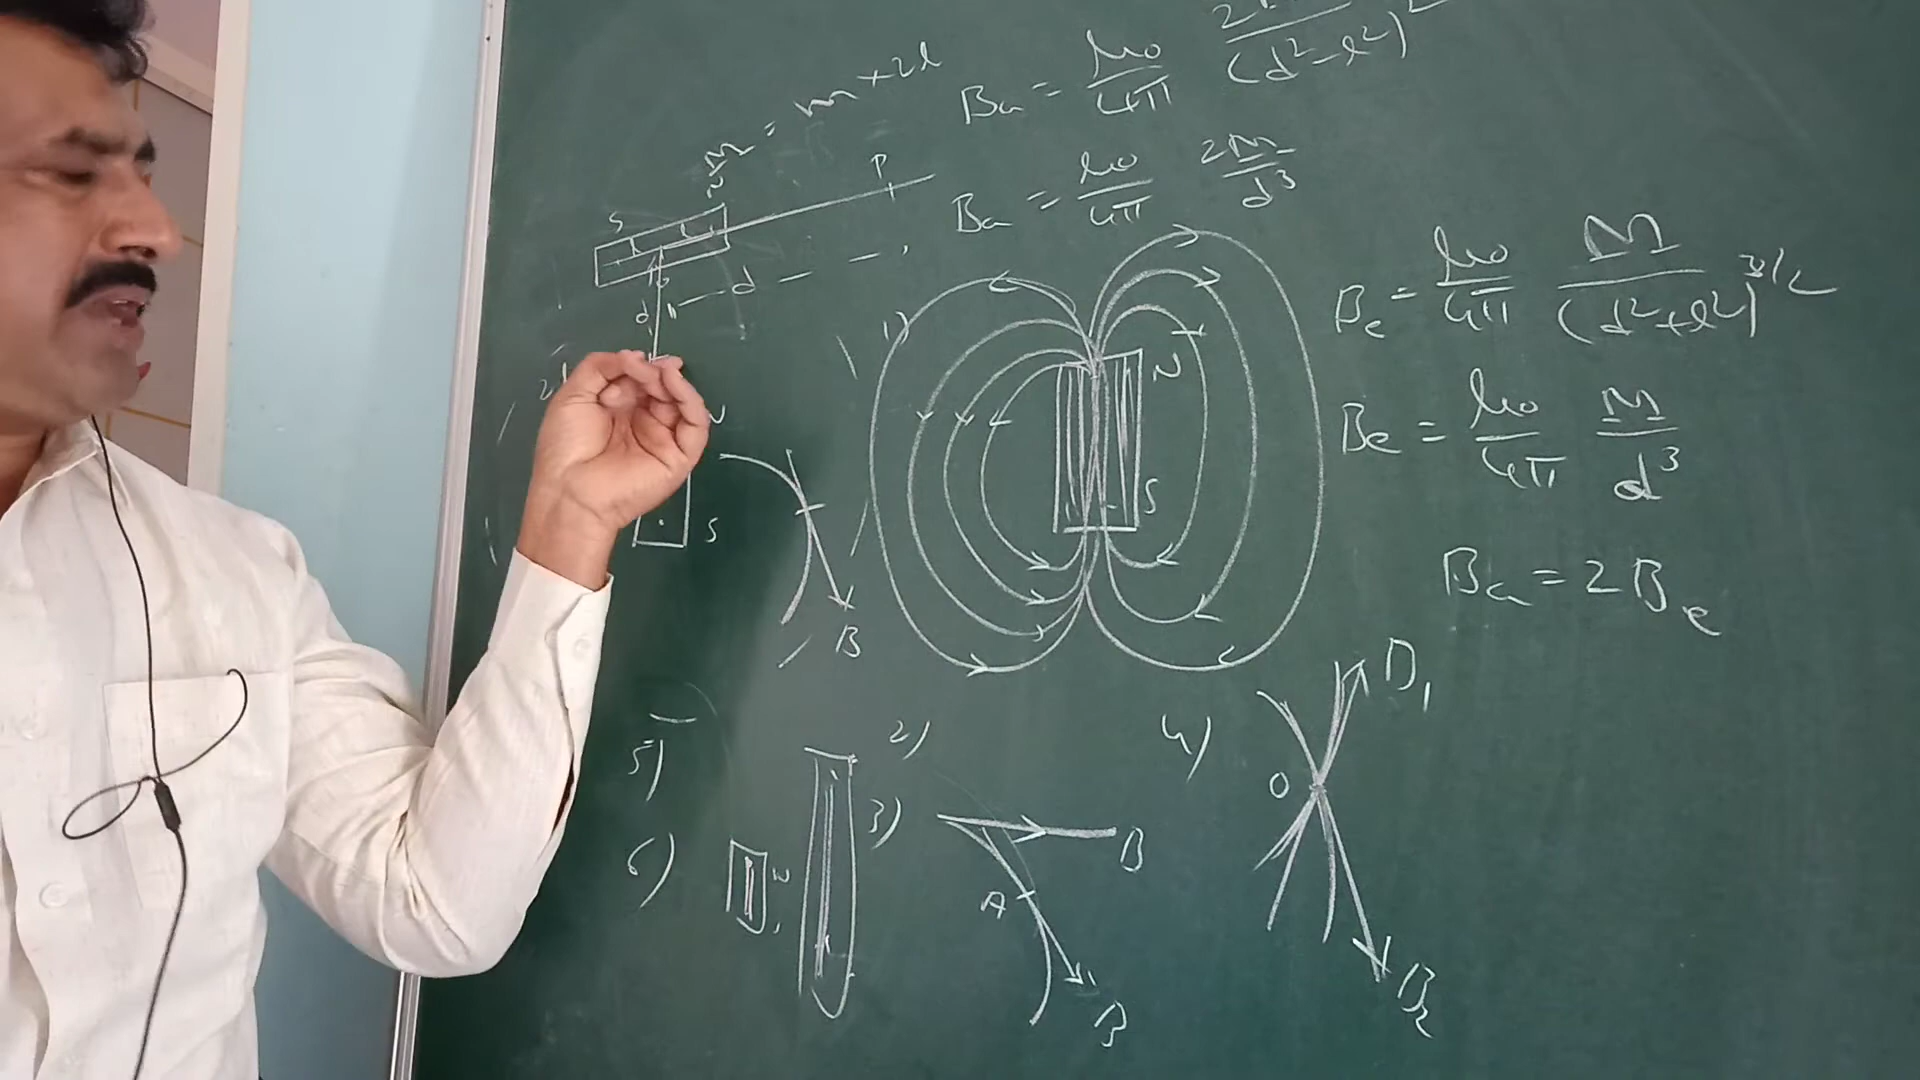 M = m × 2l
Ba = μ0/4π (d²-l²)²
Ba = μ0/4π 2M/d³
S N P
d
d
Be = μ0/4π M/(d²+l²)^3/2
Be = μ0/4π M/d³
Ba = 2Be
1)
N
S
S
B
2)
3)
A
B
B
4)
O
B1
B2
5)
6)
N